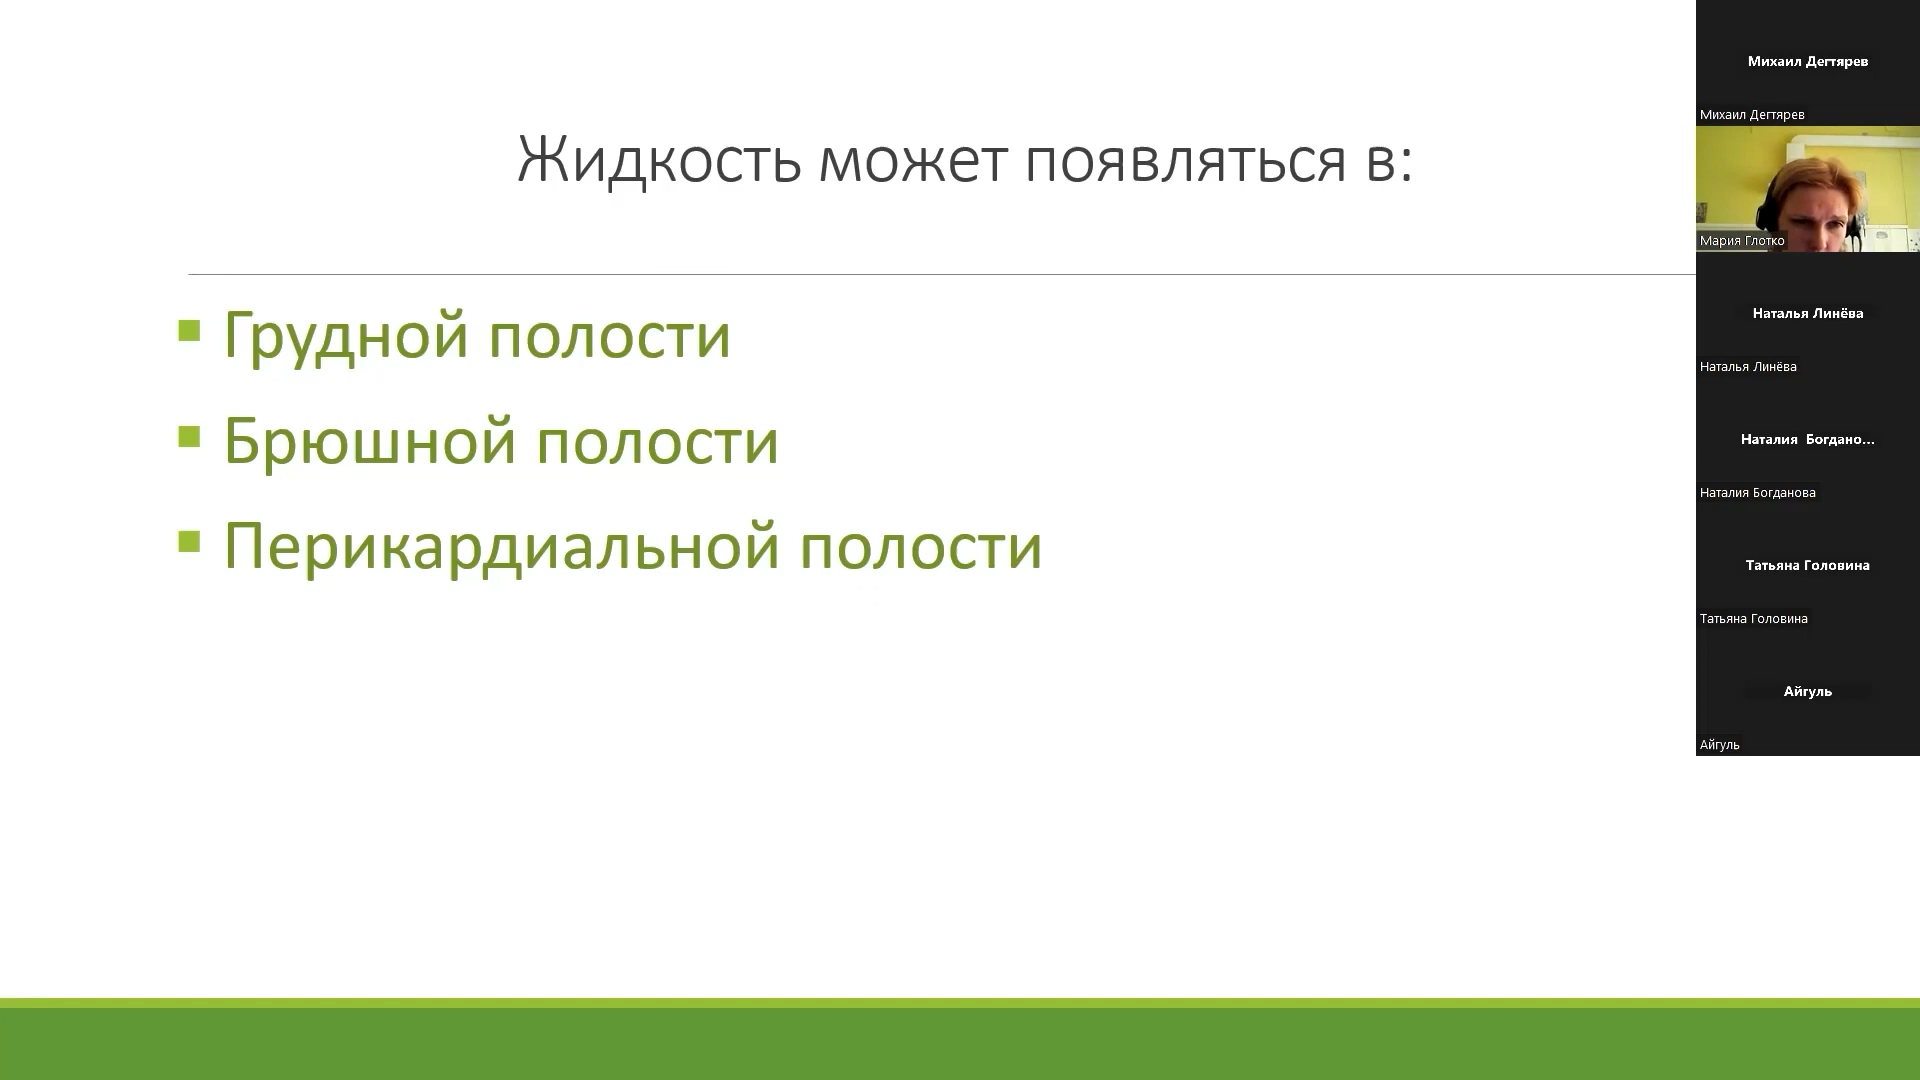 Жидкость может появляться в:
Грудной полости
Брюшной полости
Перикардиальной полости
Михаил Дегтярев
Михаил Дегтярев
Мария Глотко
Наталья Линёва
Наталья Линёва
Наталия Богдано...
Наталия Богданова
Татьяна Головина
Татьяна Головина
Айгуль
Айгуль